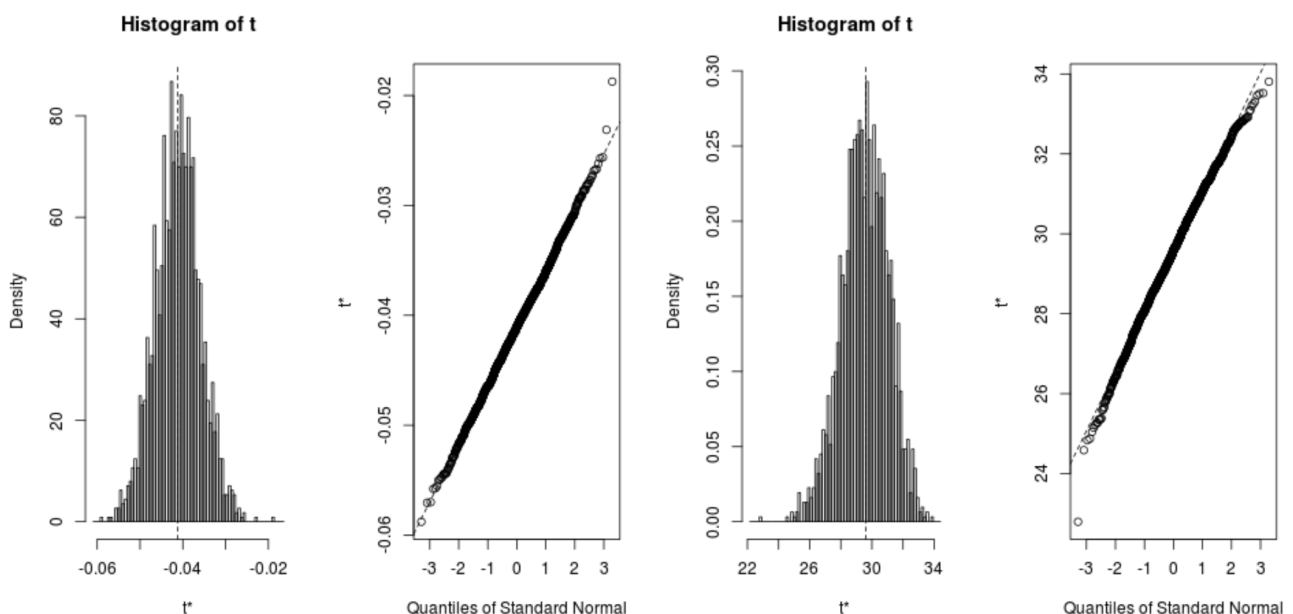 Histogram of t
Density
0
20
40
60
80
-0.06
-0.04
-0.02
t*
t*
-0.06
-0.05
-0.04
-0.03
-0.02
-3 -2 -1 0 1 2 3
Quantiles of Standard Normal
Histogram of t
Density
0.00
0.05
0.10
0.15
0.20
0.25
0.30
22 26 30 34
t*
t*
24
26
28
30
32
34
-3 -2 -1 0 1 2 3
Quantiles of Standard Normal